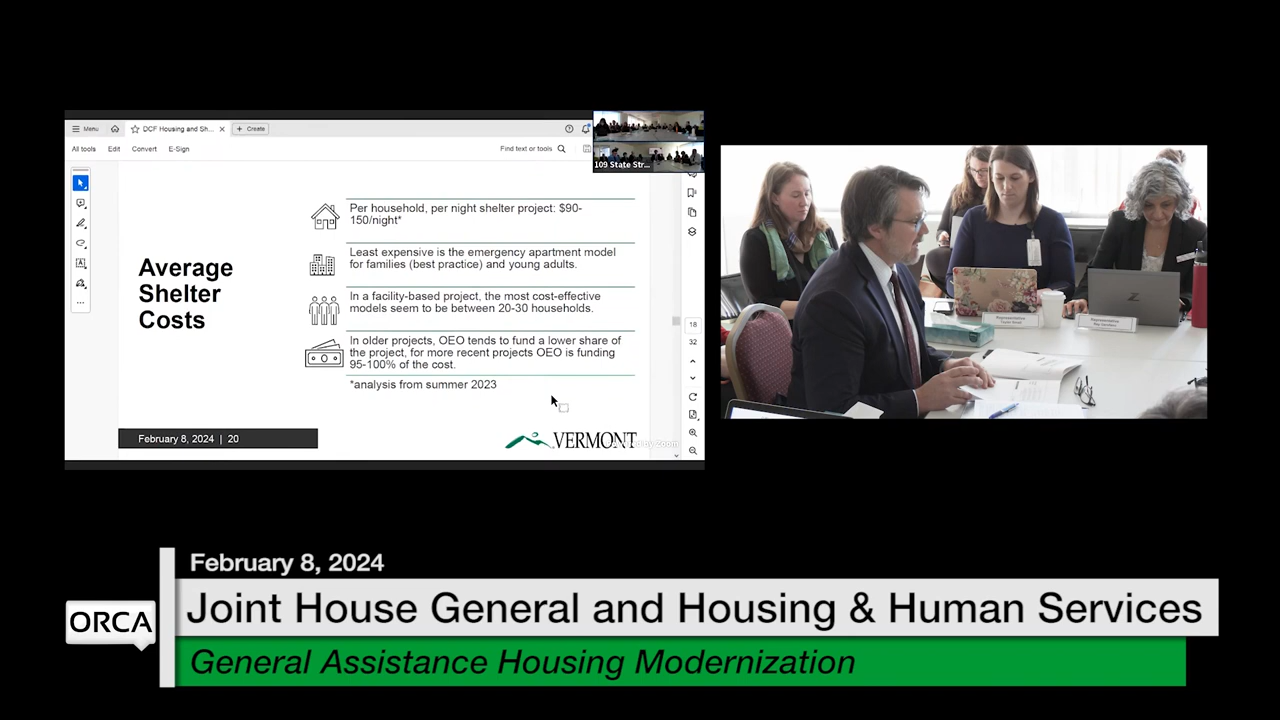 Menu
DCF Housing and Sh...
Create
All tools
Edit
Convert
E-Sign
Find text or tools
109 State Str...
Average
Shelter
Costs
Per household, per night shelter project: $90-
150/night*
Least expensive is the emergency apartment model
for families (best practice) and young adults.
In a facility-based project, the most cost-effective
models seem to be between 20-30 households.
In older projects, OEO tends to fund a lower share of
the project, for more recent projects OEO is funding
95-100% of the cost.
*analysis from summer 2023
February 8, 2024 | 20
VERMONT
18
32
Representative
Representative
February 8, 2024
ORCA
Joint House General and Housing & Human Services
General Assistance Housing Modernization